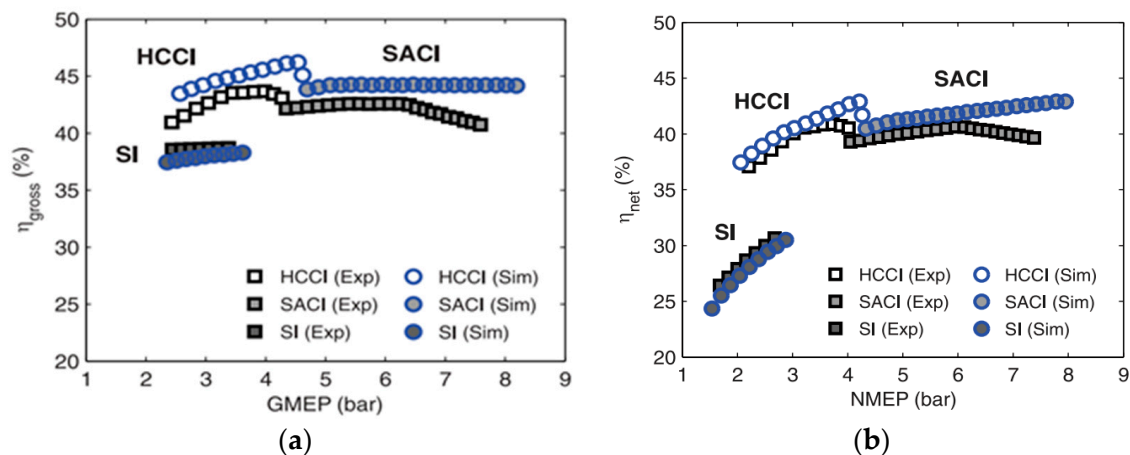 50
45
40
35
30
25
20
η_gross (%)
HCCI
SACI
SI
HCCI (Exp) HCCI (Sim)
SACI (Exp) SACI (Sim)
SI (Exp) SI (Sim)
1 2 3 4 5 6 7 8 9
GMEP (bar)
(a)
50
45
40
35
30
25
20
η_net (%)
SACI
HCCI
SI
HCCI (Exp) HCCI (Sim)
SACI (Exp) SACI (Sim)
SI (Exp) SI (Sim)
1 2 3 4 5 6 7 8 9
NMEP (bar)
(b)